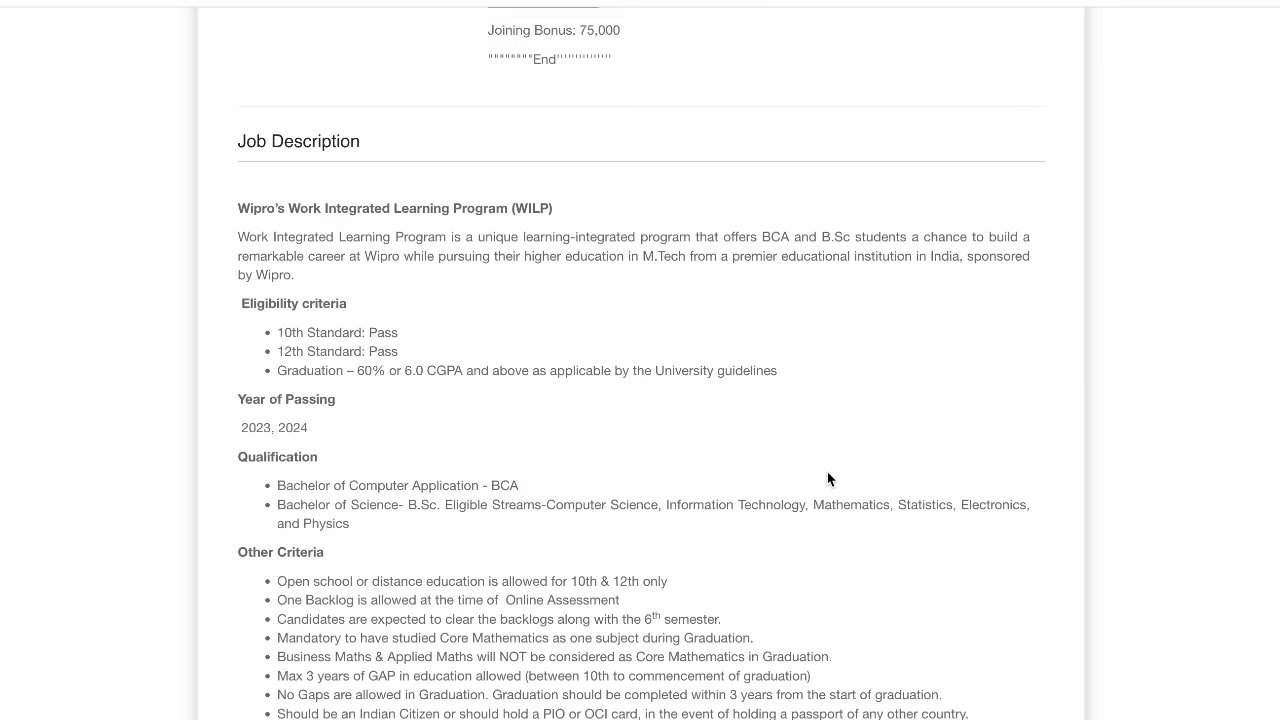 Joining Bonus: 75,000
""""""""End''''''''''''''''
Job Description
Wipro’s Work Integrated Learning Program (WILP)
Work Integrated Learning Program is a unique learning-integrated program that offers BCA and B.Sc students a chance to build a
remarkable career at Wipro while pursuing their higher education in M.Tech from a premier educational institution in India, sponsored
by Wipro.
Eligibility criteria
• 10th Standard: Pass
• 12th Standard: Pass
• Graduation – 60% or 6.0 CGPA and above as applicable by the University guidelines
Year of Passing
2023, 2024
Qualification
• Bachelor of Computer Application - BCA
• Bachelor of Science- B.Sc. Eligible Streams-Computer Science, Information Technology, Mathematics, Statistics, Electronics,
and Physics
Other Criteria
• Open school or distance education is allowed for 10th & 12th only
• One Backlog is allowed at the time of  Online Assessment
• Candidates are expected to clear the backlogs along with the 6th semester.
• Mandatory to have studied Core Mathematics as one subject during Graduation.
• Business Maths & Applied Maths will NOT be considered as Core Mathematics in Graduation.
• Max 3 years of GAP in education allowed (between 10th to commencement of graduation)
• No Gaps are allowed in Graduation. Graduation should be completed within 3 years from the start of graduation.
• Should be an Indian Citizen or should hold a PIO or OCI card, in the event of holding a passport of any other country.